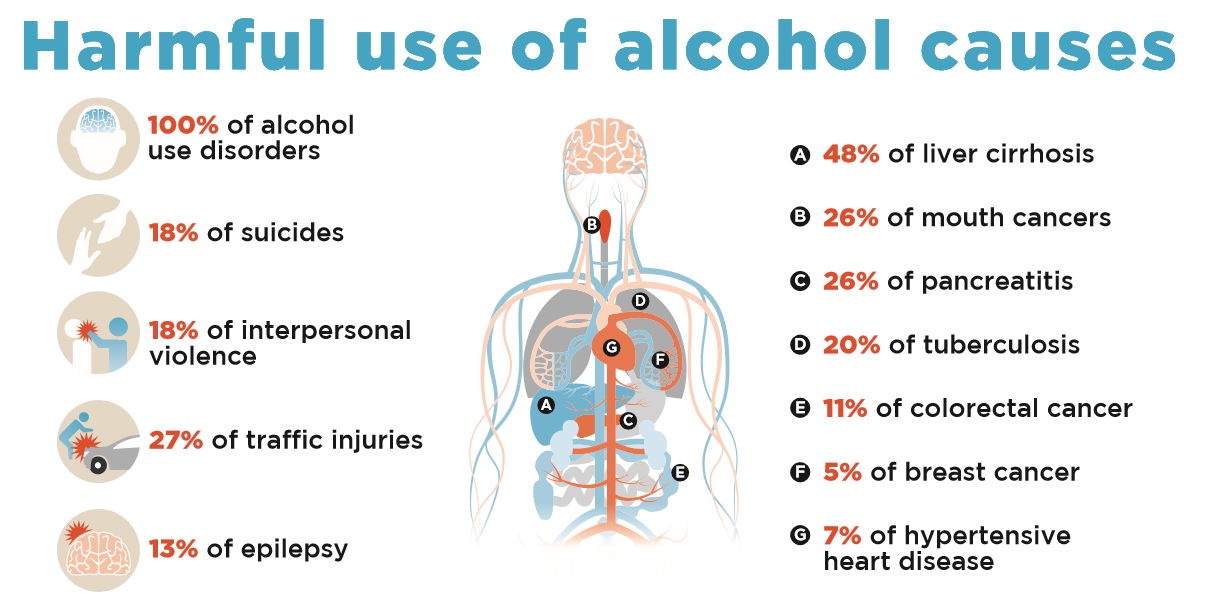 Harmful use of alcohol causes
100% of alcohol
use disorders
18% of suicides
18% of interpersonal
violence
27% of traffic injuries
13% of epilepsy
B
D
G
F
A
C
E
A 48% of liver cirrhosis
B 26% of mouth cancers
C 26% of pancreatitis
D 20% of tuberculosis
E 11% of colorectal cancer
F 5% of breast cancer
G 7% of hypertensive
heart disease